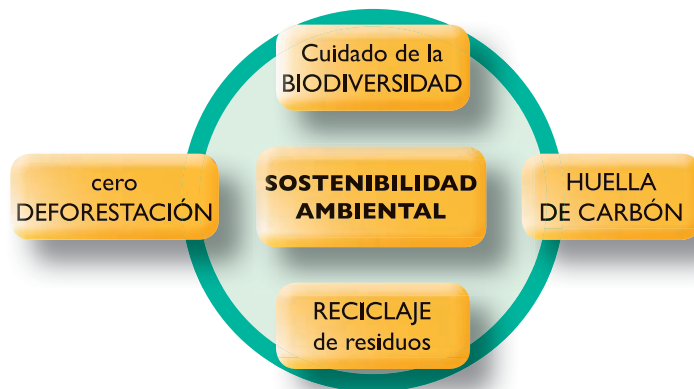 Cuidado de la
BIODIVERSIDAD
cero
DEFORESTACIÓN
SOSTENIBILIDAD
AMBIENTAL
HUELLA
DE CARBÓN
RECICLAJE
de residuos